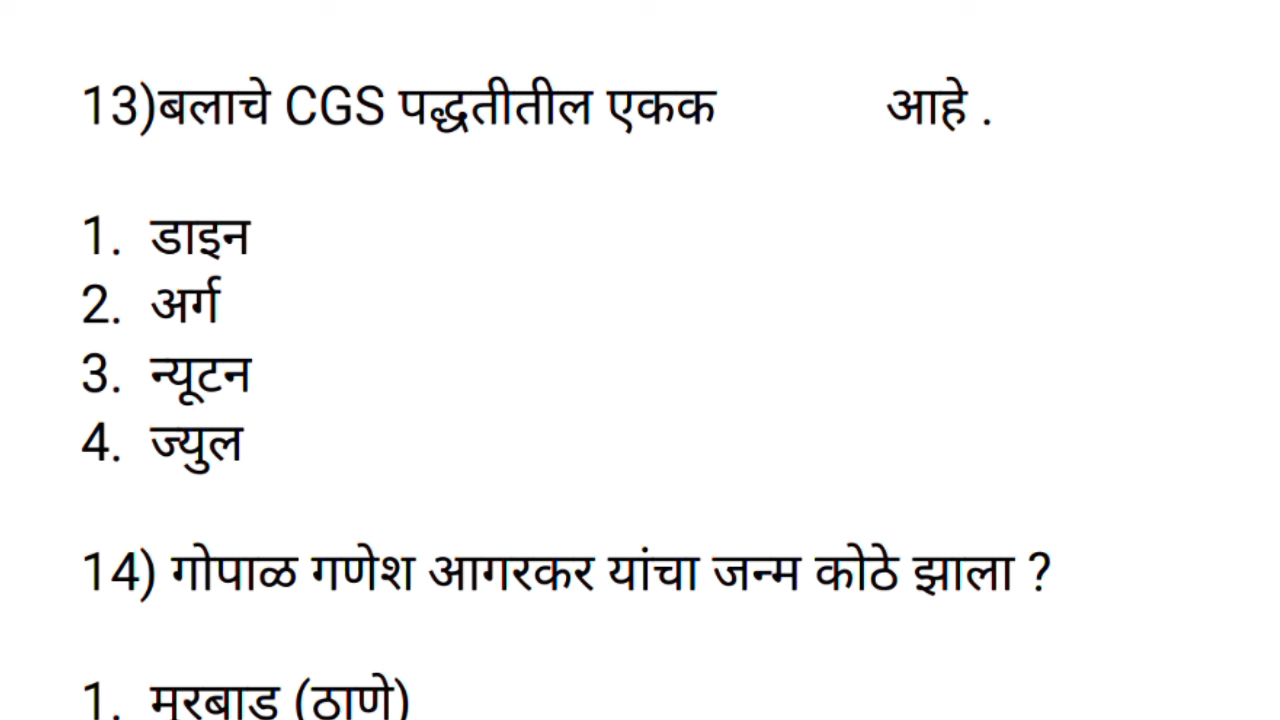 13)बलाचे CGS पद्धतीतील एकक आहे .
1. डाइन
2. अर्ग
3. न्यूटन
4. ज्युल
14) गोपाळ गणेश आगरकर यांचा जन्म कोठे झाला ?
1. मुरबाड (ठाणे)